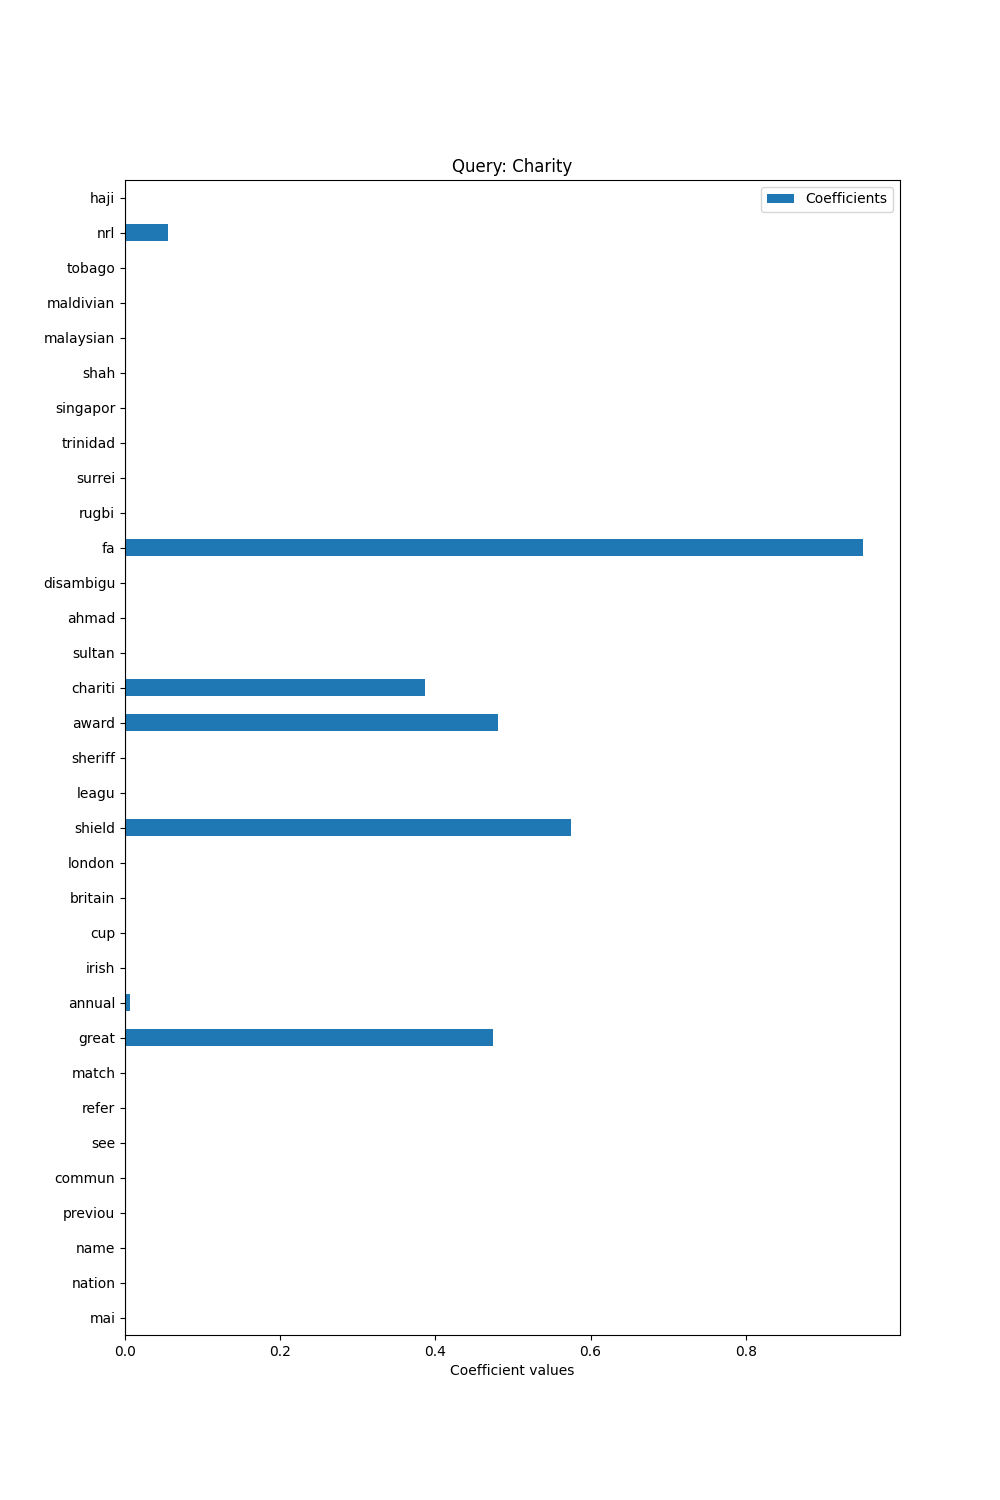 Query: Charity
Coefficients
haji
nrl
tobago
maldivian
malaysian
shah
singapor
trinidad
surrei
rugbi
fa
disambigu
ahmad
sultan
chariti
award
sheriff
leagu
shield
london
britain
cup
irish
annual
great
match
refer
see
commun
previou
name
nation
mai
0.0 0.2 0.4 0.6 0.8
Coefficient values